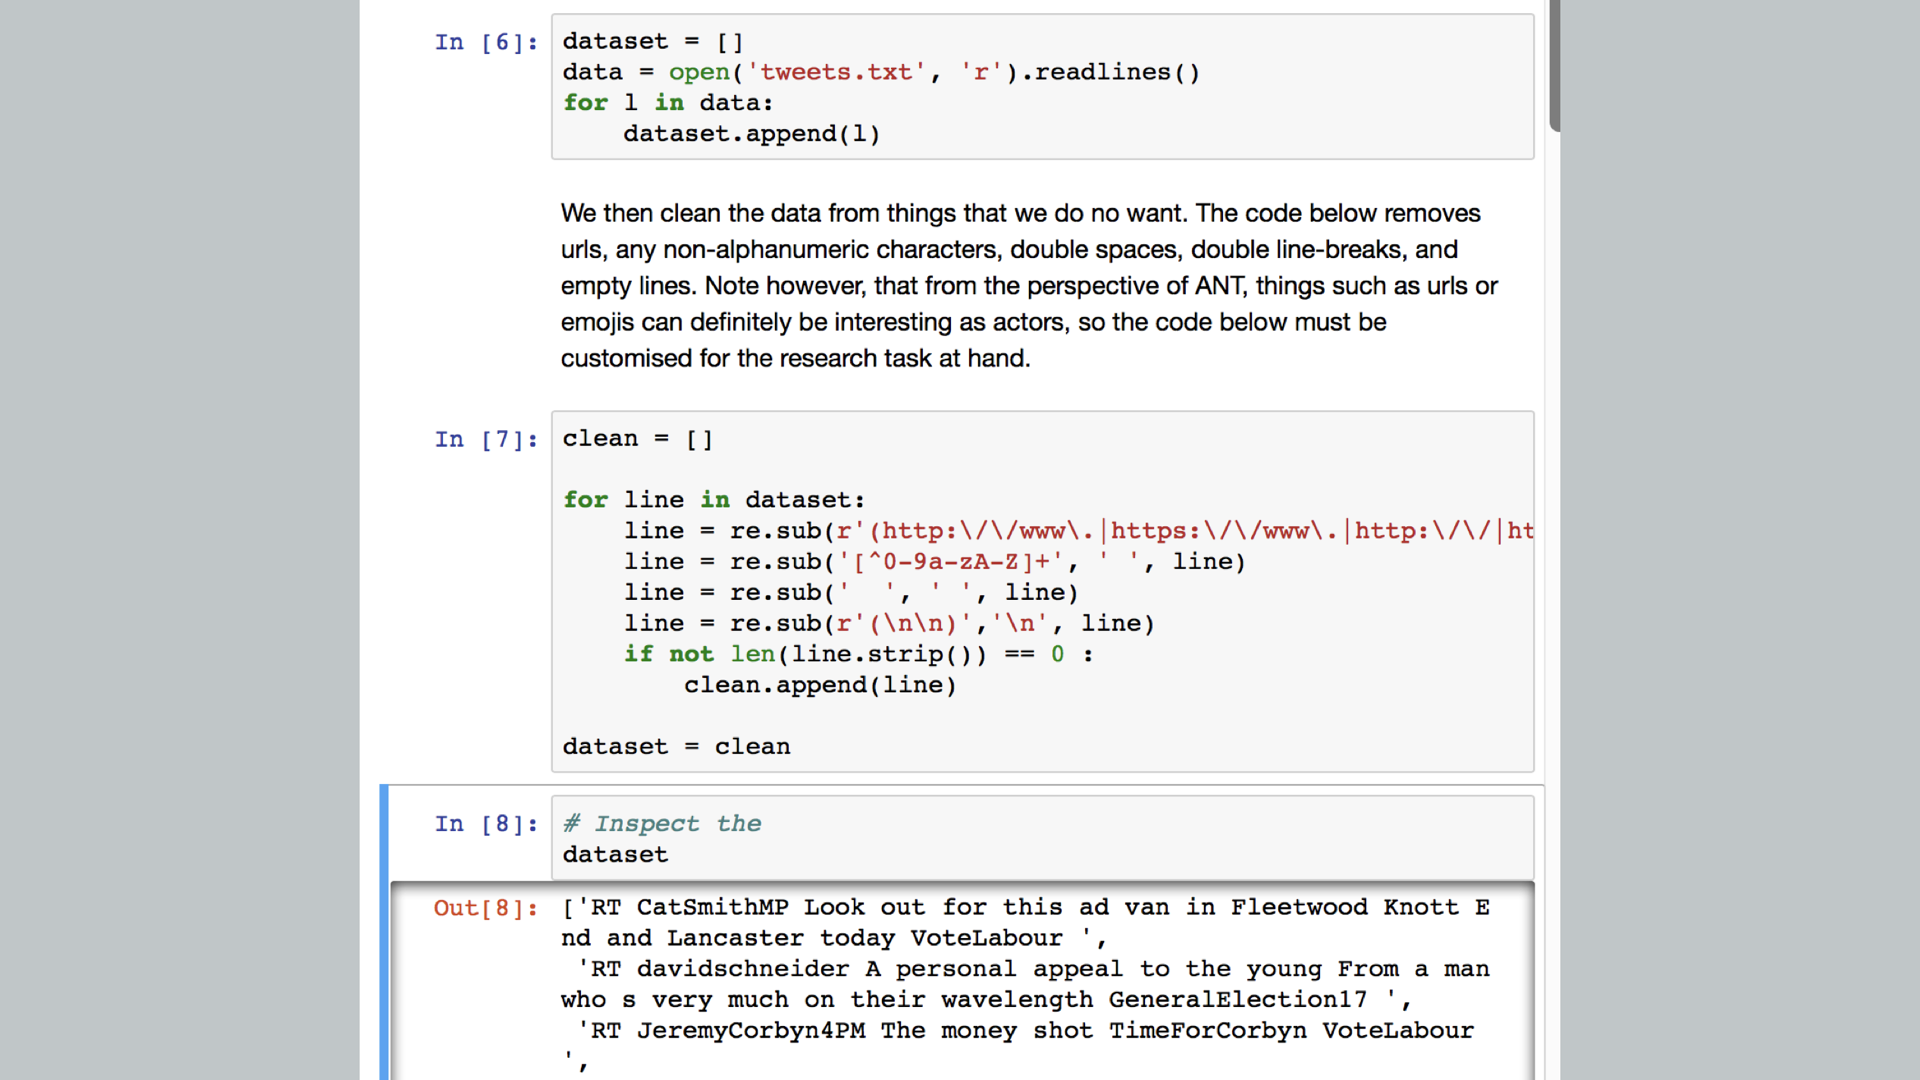 In [6]: dataset = []
data = open('tweets.txt', 'r').readlines()
for l in data:
    dataset.append(l)
We then clean the data from things that we do no want. The code below removes
urls, any non-alphanumeric characters, double spaces, double line-breaks, and
empty lines. Note however, that from the perspective of ANT, things such as urls or
emojis can definitely be interesting as actors, so the code below must be
customised for the research task at hand.
In [7]: clean = []
for line in dataset:
    line = re.sub(r'(http:\/\/www\.|https:\/\/www\.|http:\/\/|ht
    line = re.sub('[^0-9a-zA-Z]+', ' ', line)
    line = re.sub('  ', ' ', line)
    line = re.sub(r'(\n\n)','\n', line)
    if not len(line.strip()) == 0 :
        clean.append(line)
dataset = clean
In [8]: # Inspect the
dataset
Out[8]: ['RT CatSmithMP Look out for this ad van in Fleetwood Knott E
nd and Lancaster today VoteLabour ',
 'RT davidschneider A personal appeal to the young From a man
who s very much on their wavelength GeneralElection17 ',
 'RT JeremyCorbyn4PM The money shot TimeForCorbyn VoteLabour
',